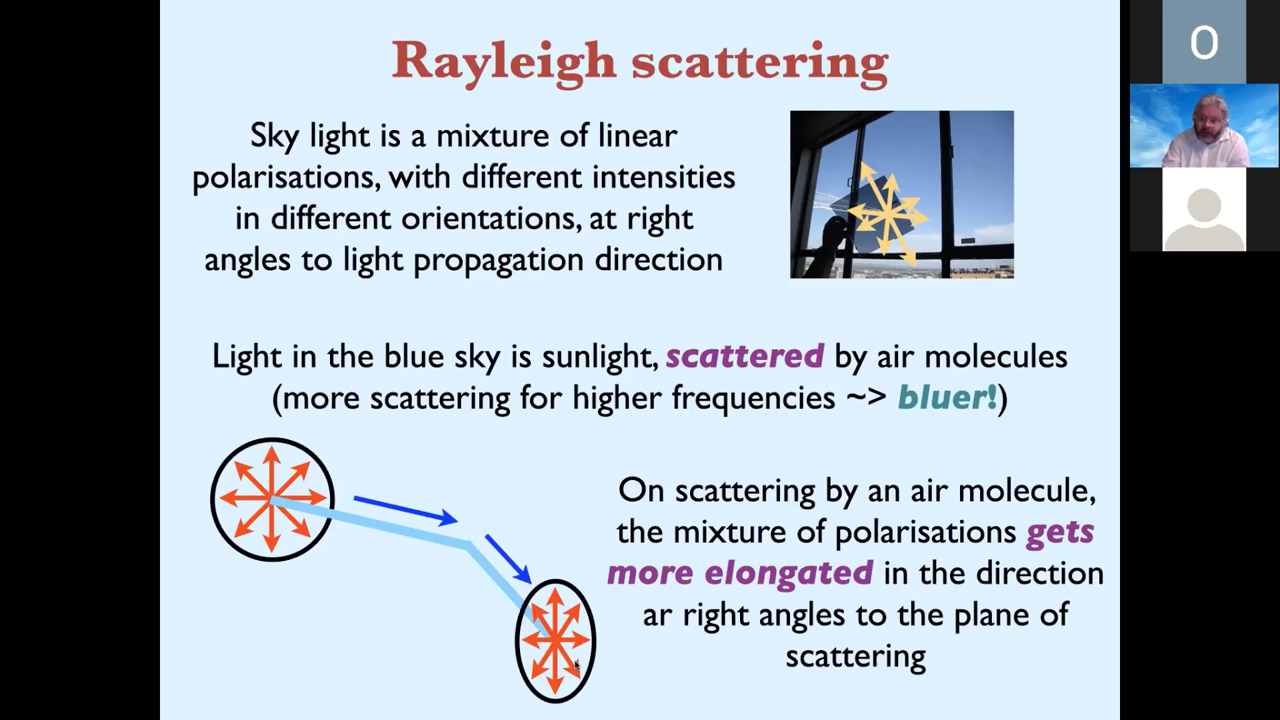 Rayleigh scattering
Sky light is a mixture of linear
polarisations, with different intensities
in different orientations, at right
angles to light propagation direction
Light in the blue sky is sunlight, scattered by air molecules
(more scattering for higher frequencies ~> bluer!)
On scattering by an air molecule,
the mixture of polarisations gets
more elongated in the direction
ar right angles to the plane of
scattering
O